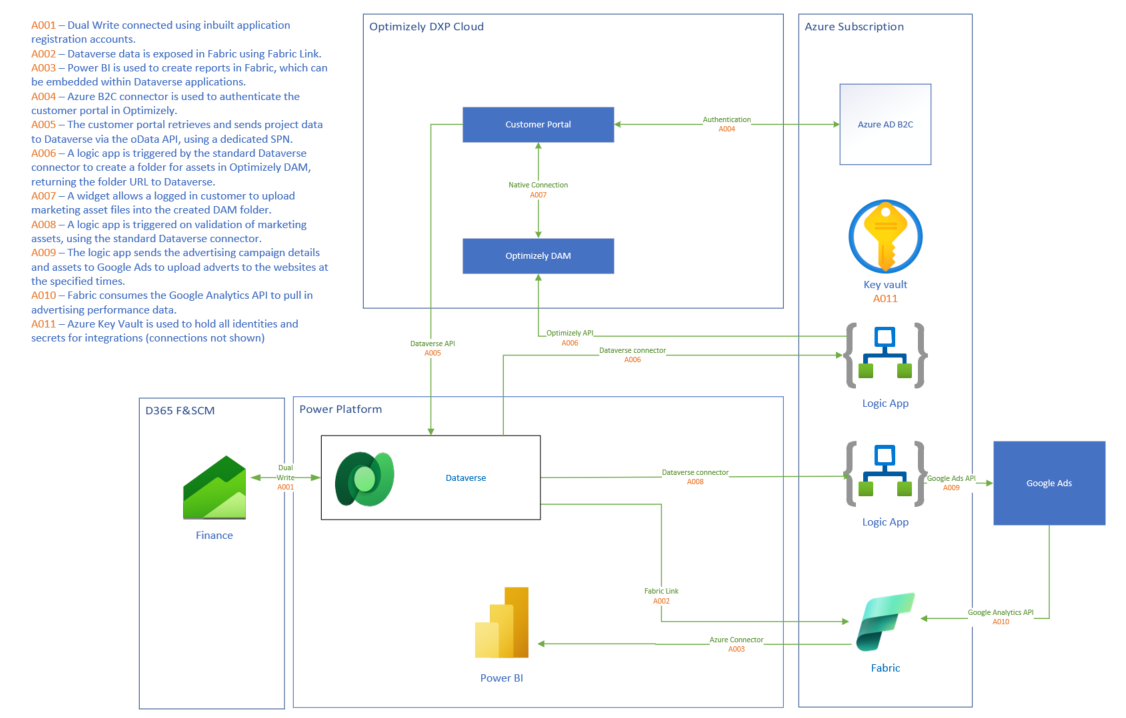 A001 – Dual Write connected using inbuilt application
registration accounts.
A002 – Dataverse data is exposed in Fabric using Fabric Link.
A003 – Power BI is used to create reports in Fabric, which can
be embedded within Dataverse applications.
A004 – Azure B2C connector is used to authenticate the
customer portal in Optimizely.
A005 – The customer portal retrieves and sends project data
to Dataverse via the oData API, using a dedicated SPN.
A006 – A logic app is triggered by the standard Dataverse
connector to create a folder for assets in Optimizely DAM,
returning the folder URL to Dataverse.
A007 – A widget allows a logged in customer to upload
marketing asset files into the created DAM folder.
A008 – A logic app is triggered on validation of marketing
assets, using the standard Dataverse connector.
A009 – The logic app sends the advertising campaign details
and assets to Google Ads to upload adverts to the websites at
the specified times.
A010 – Fabric consumes the Google Analytics API to pull in
advertising performance data.
A011 – Azure Key Vault is used to hold all identities and
secrets for integrations (connections not shown)
Optimizely DXP Cloud
Customer Portal
Native Connection
A007
Optimizely DAM
Authentication
A004
Azure Subscription
Azure AD B2C
Key vault
A011
Optimizely API
A006
Dataverse connector
A006
Dataverse API
A005
Logic App
D365 F&SCM
Finance
Dual
Write
A001
Power Platform
Dataverse
Dataverse connector
A008
Logic App
Google Ads API
A009
Google Ads
Fabric Link
A002
Google Analytics API
A010
Azure Connector
A003
Power BI
Fabric